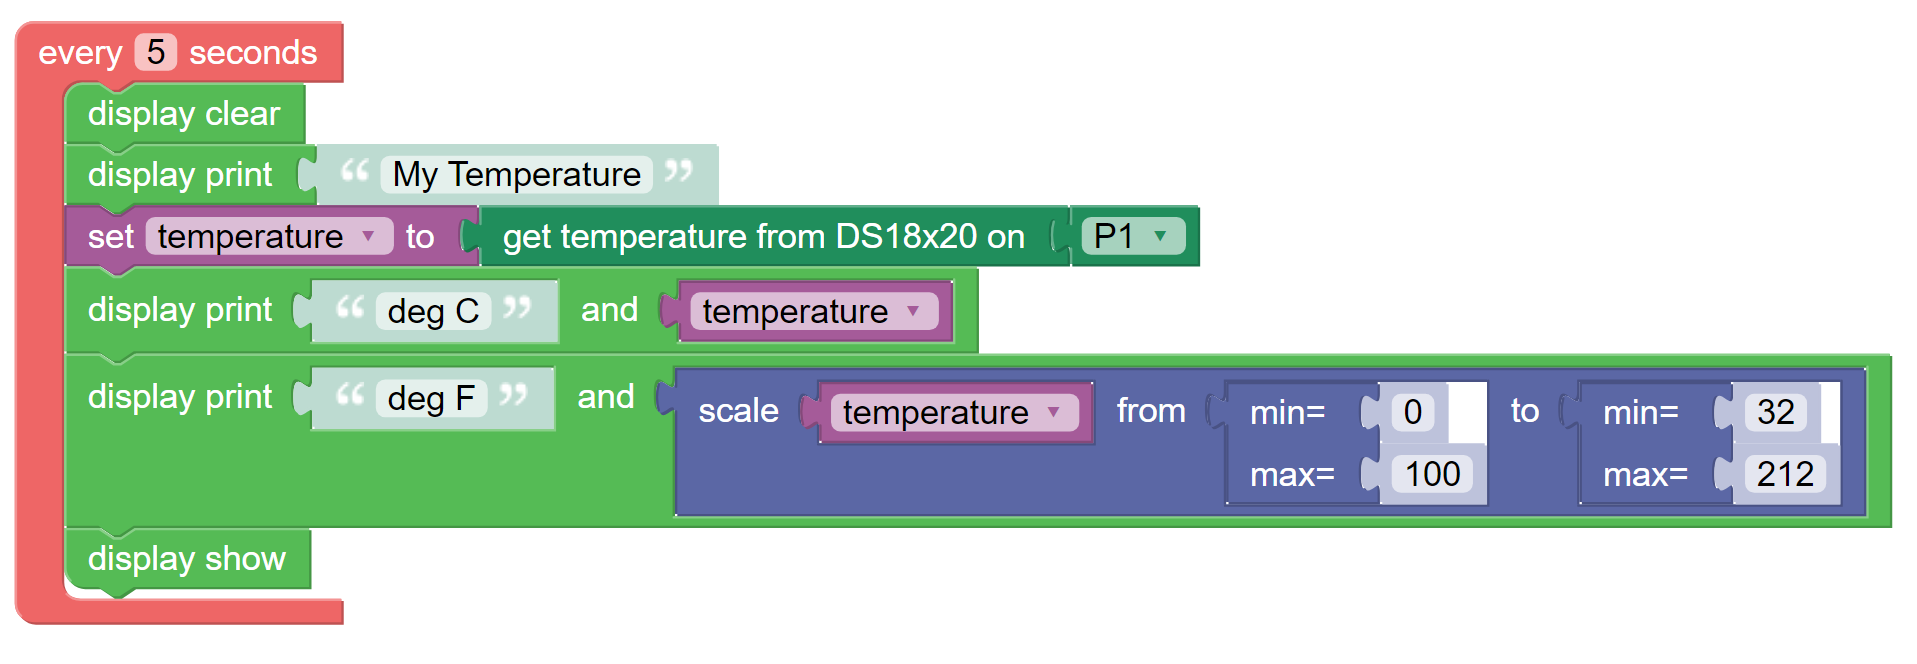 every 5 seconds
display clear
display print “ My Temperature ”
set temperature to get temperature from DS18x20 on P1
display print “ deg C ” and temperature
display print “ deg F ” and scale temperature from min= 0 to min= 32
max= 100 max= 212
display show